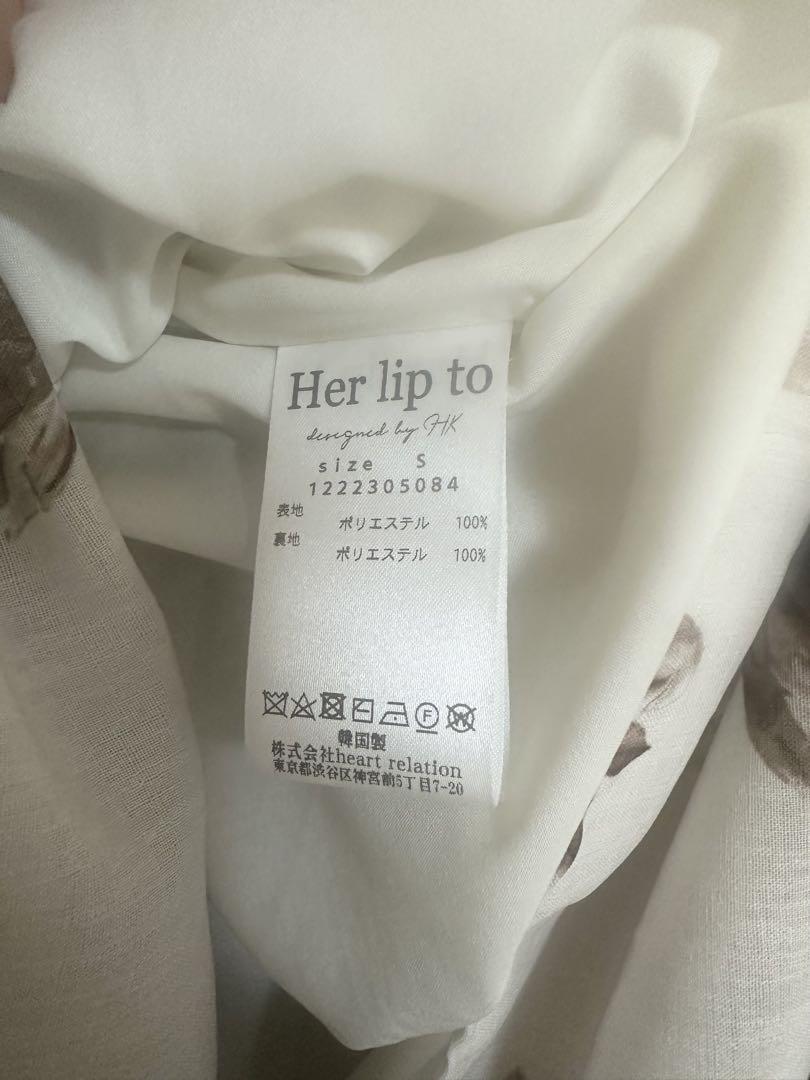 Her lip to
designed by HK
size S
1222305084
表地
ポリエステル 100%
裏地
ポリエステル 100%
韓国製
株式会社heart relation
東京都渋谷区神宮前5丁目7-20